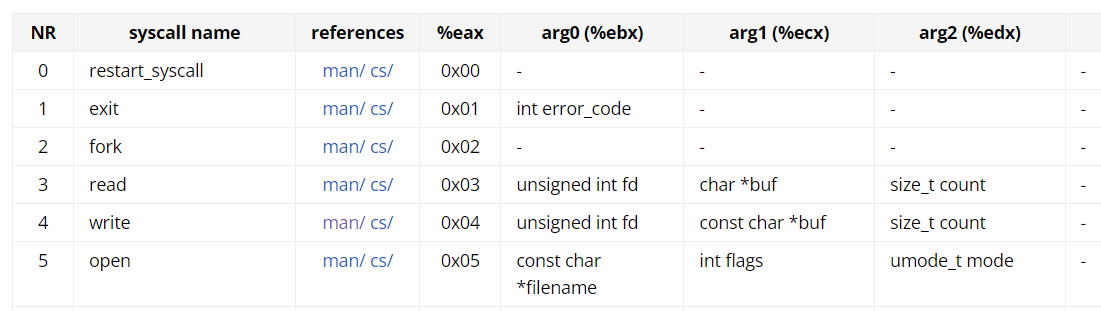 NR syscall name references %eax arg0 (%ebx) arg1 (%ecx) arg2 (%edx)
0 restart_syscall man/ cs/ 0x00 - - - -
1 exit man/ cs/ 0x01 int error_code - - -
2 fork man/ cs/ 0x02 - - - -
3 read man/ cs/ 0x03 unsigned int fd char *buf size_t count -
4 write man/ cs/ 0x04 unsigned int fd const char *buf size_t count -
5 open man/ cs/ 0x05 const char int flags umode_t mode -
*filename